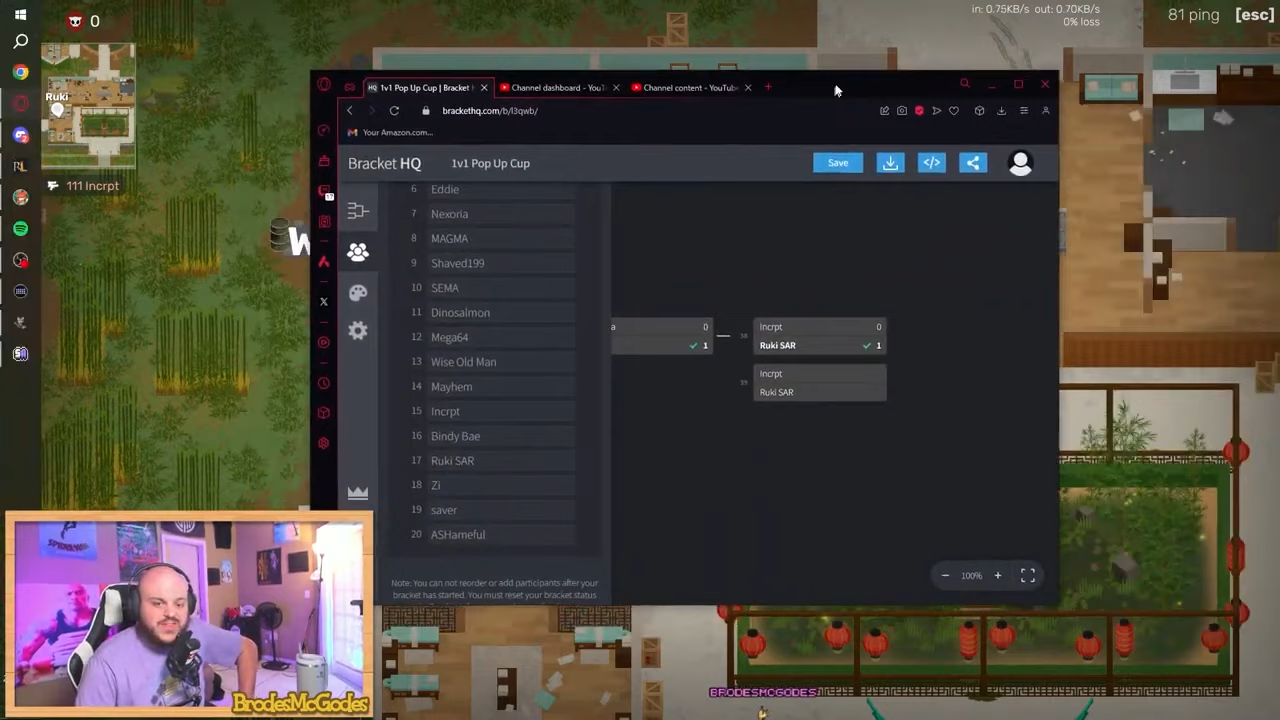 0
in: 0.75KB/s out: 0.70KB/s
0% loss
81 ping [esc]
Ruki
111 Incrpt
HQ 1v1 Pop Up Cup | Bracket
Channel dashboard - YouT
Channel content - YouTube
brackethq.com/b/l3qwb/
Your Amazon.com...
Bracket HQ
1v1 Pop Up Cup
Save
6 Eddie
7 Nexoria
8 MAGMA
9 Shaved199
10 SEMA
11 Dinosalmon
12 Mega64
13 Wise Old Man
14 Mayhem
15 Incrpt
16 Bindy Bae
17 Ruki SAR
18 Zi
19 saver
20 ASHameful
Note: You can not reorder or add participants after your
bracket has started. You must reset your bracket status
a 0
1
38
Incrpt 0
Ruki SAR 1
39
Incrpt
Ruki SAR
100%
W
BRODESMCGODES
BrodesMcGodes